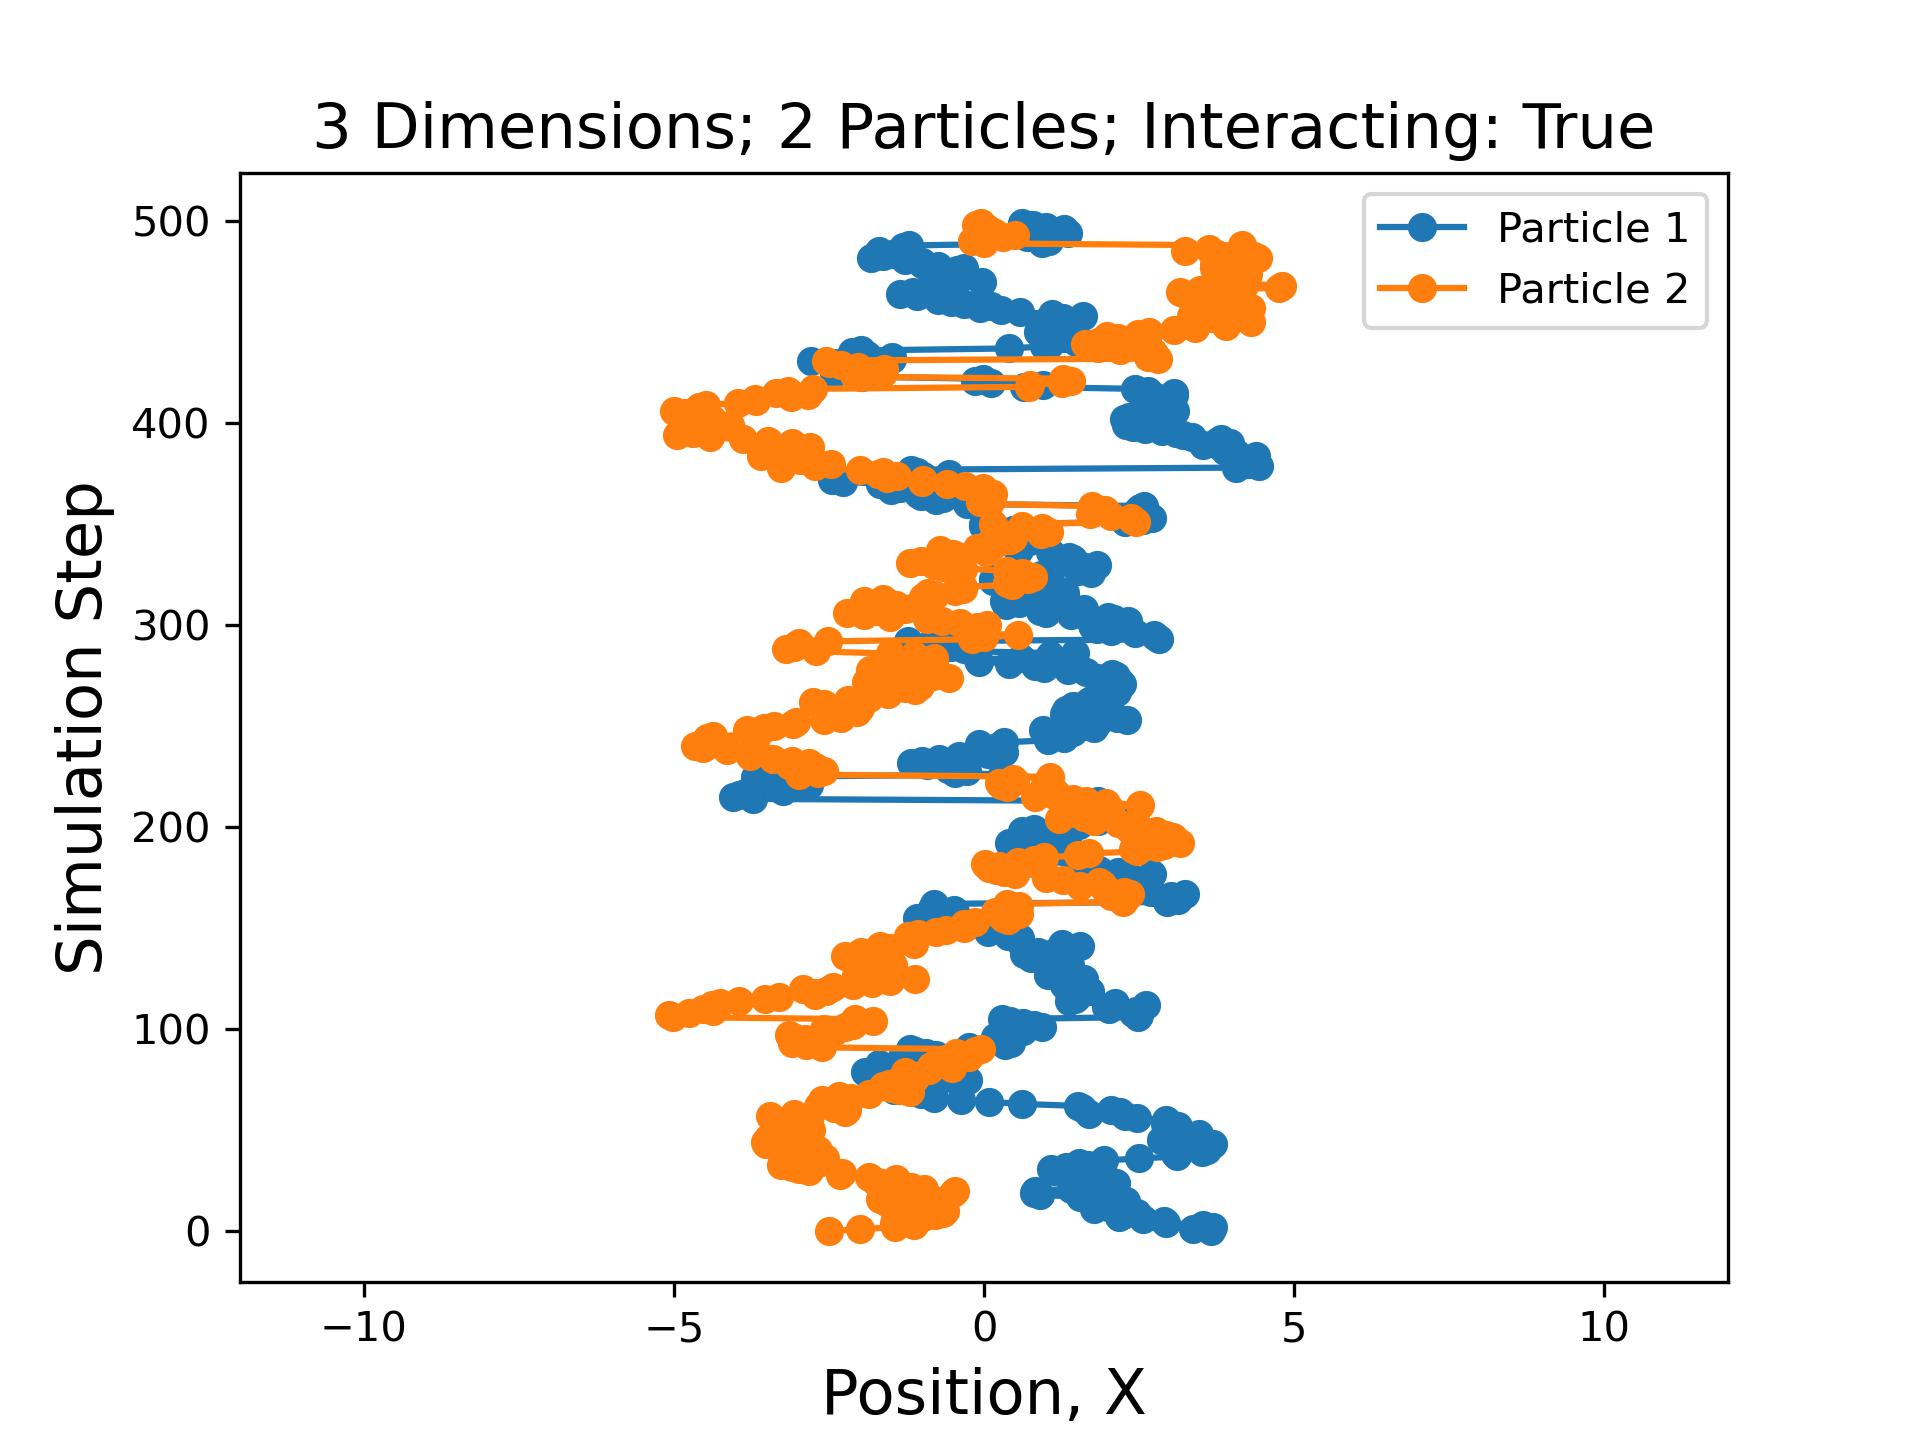 3 Dimensions; 2 Particles; Interacting: True
Particle 1
Particle 2
500
400
300
200
100
0
−10
−5
0
5
10
Simulation Step
Position, X